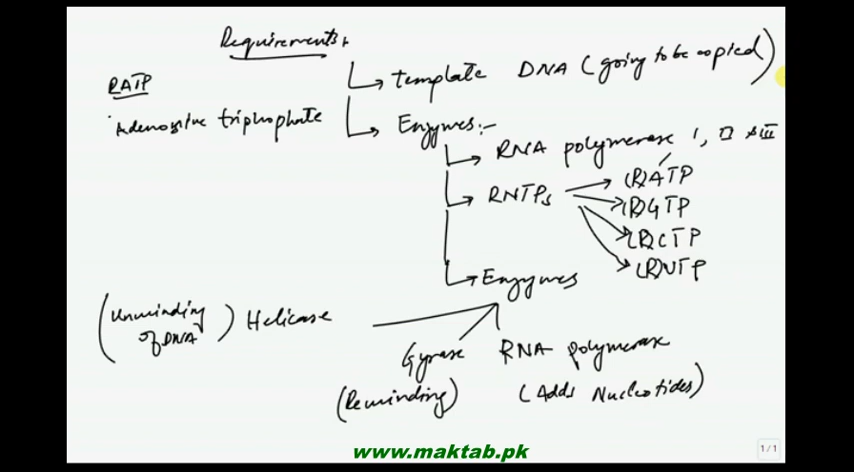 Requirements:
RATP
Template DNA (going to be copied)
Adenosine triphosphate
Enzymes:-
RNA polymerase I, II & III
RNTPs
(R)ATP
(R)GTP
(R)CTP
(R)UTP
Enzymes
(Unwinding of DNA) Helicase
Gyrase
(Rewinding)
RNA polymerase
(Adds Nucleotides)
www.maktab.pk
1/1